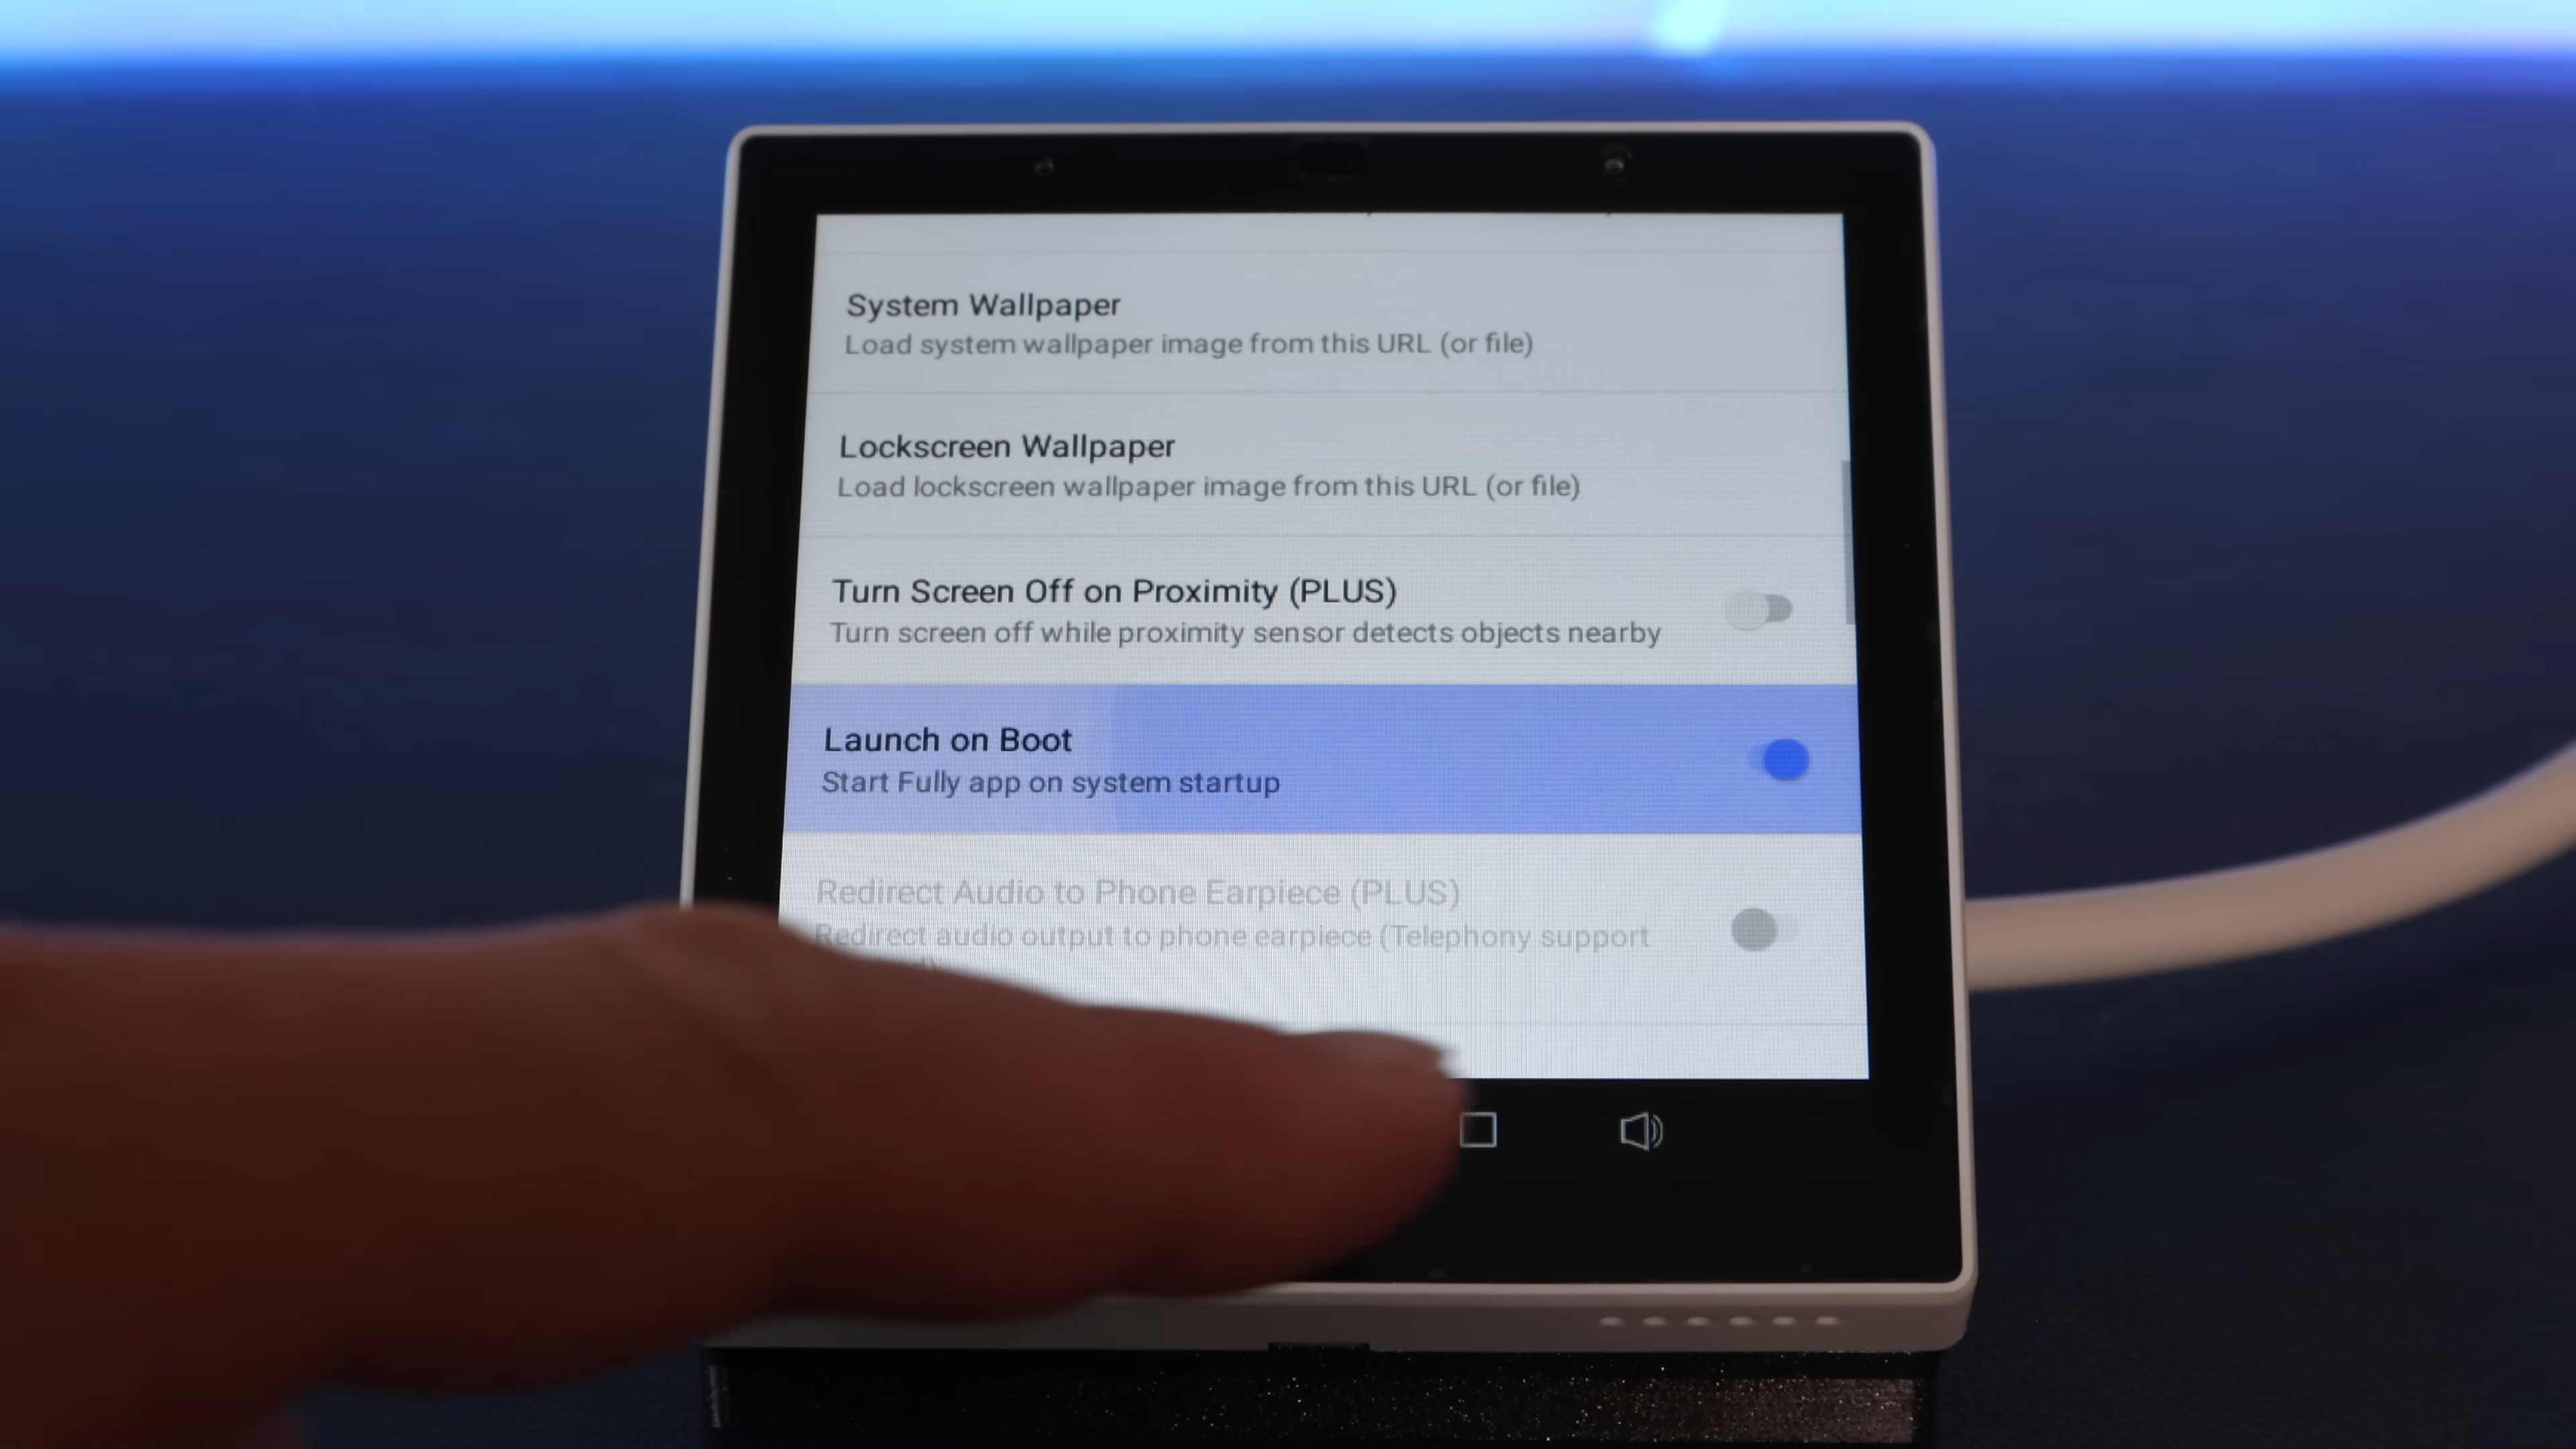 System Wallpaper
Load system wallpaper image from this URL (or file)
Lockscreen Wallpaper
Load lockscreen wallpaper image from this URL (or file)
Turn Screen Off on Proximity (PLUS)
Turn screen off while proximity sensor detects objects nearby
Launch on Boot
Start Fully app on system startup
Redirect Audio to Phone Earpiece (PLUS)
Redirect audio output to phone earpiece (Telephony support